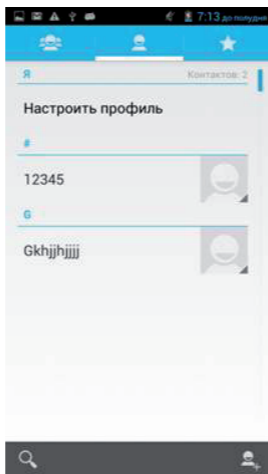 7:13 до полудня
Я Контактов: 2
Настроить профиль
#
12345
G
Gkhjjhjjjj